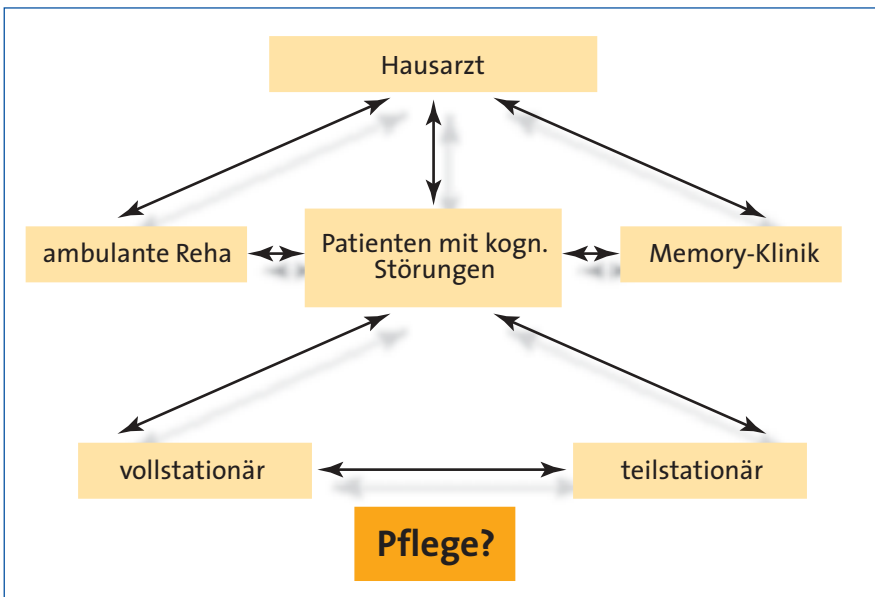 Hausarzt
ambulante Reha
Patienten mit kogn.
Störungen
Memory-Klinik
vollstationär
teilstationär
Pflege?